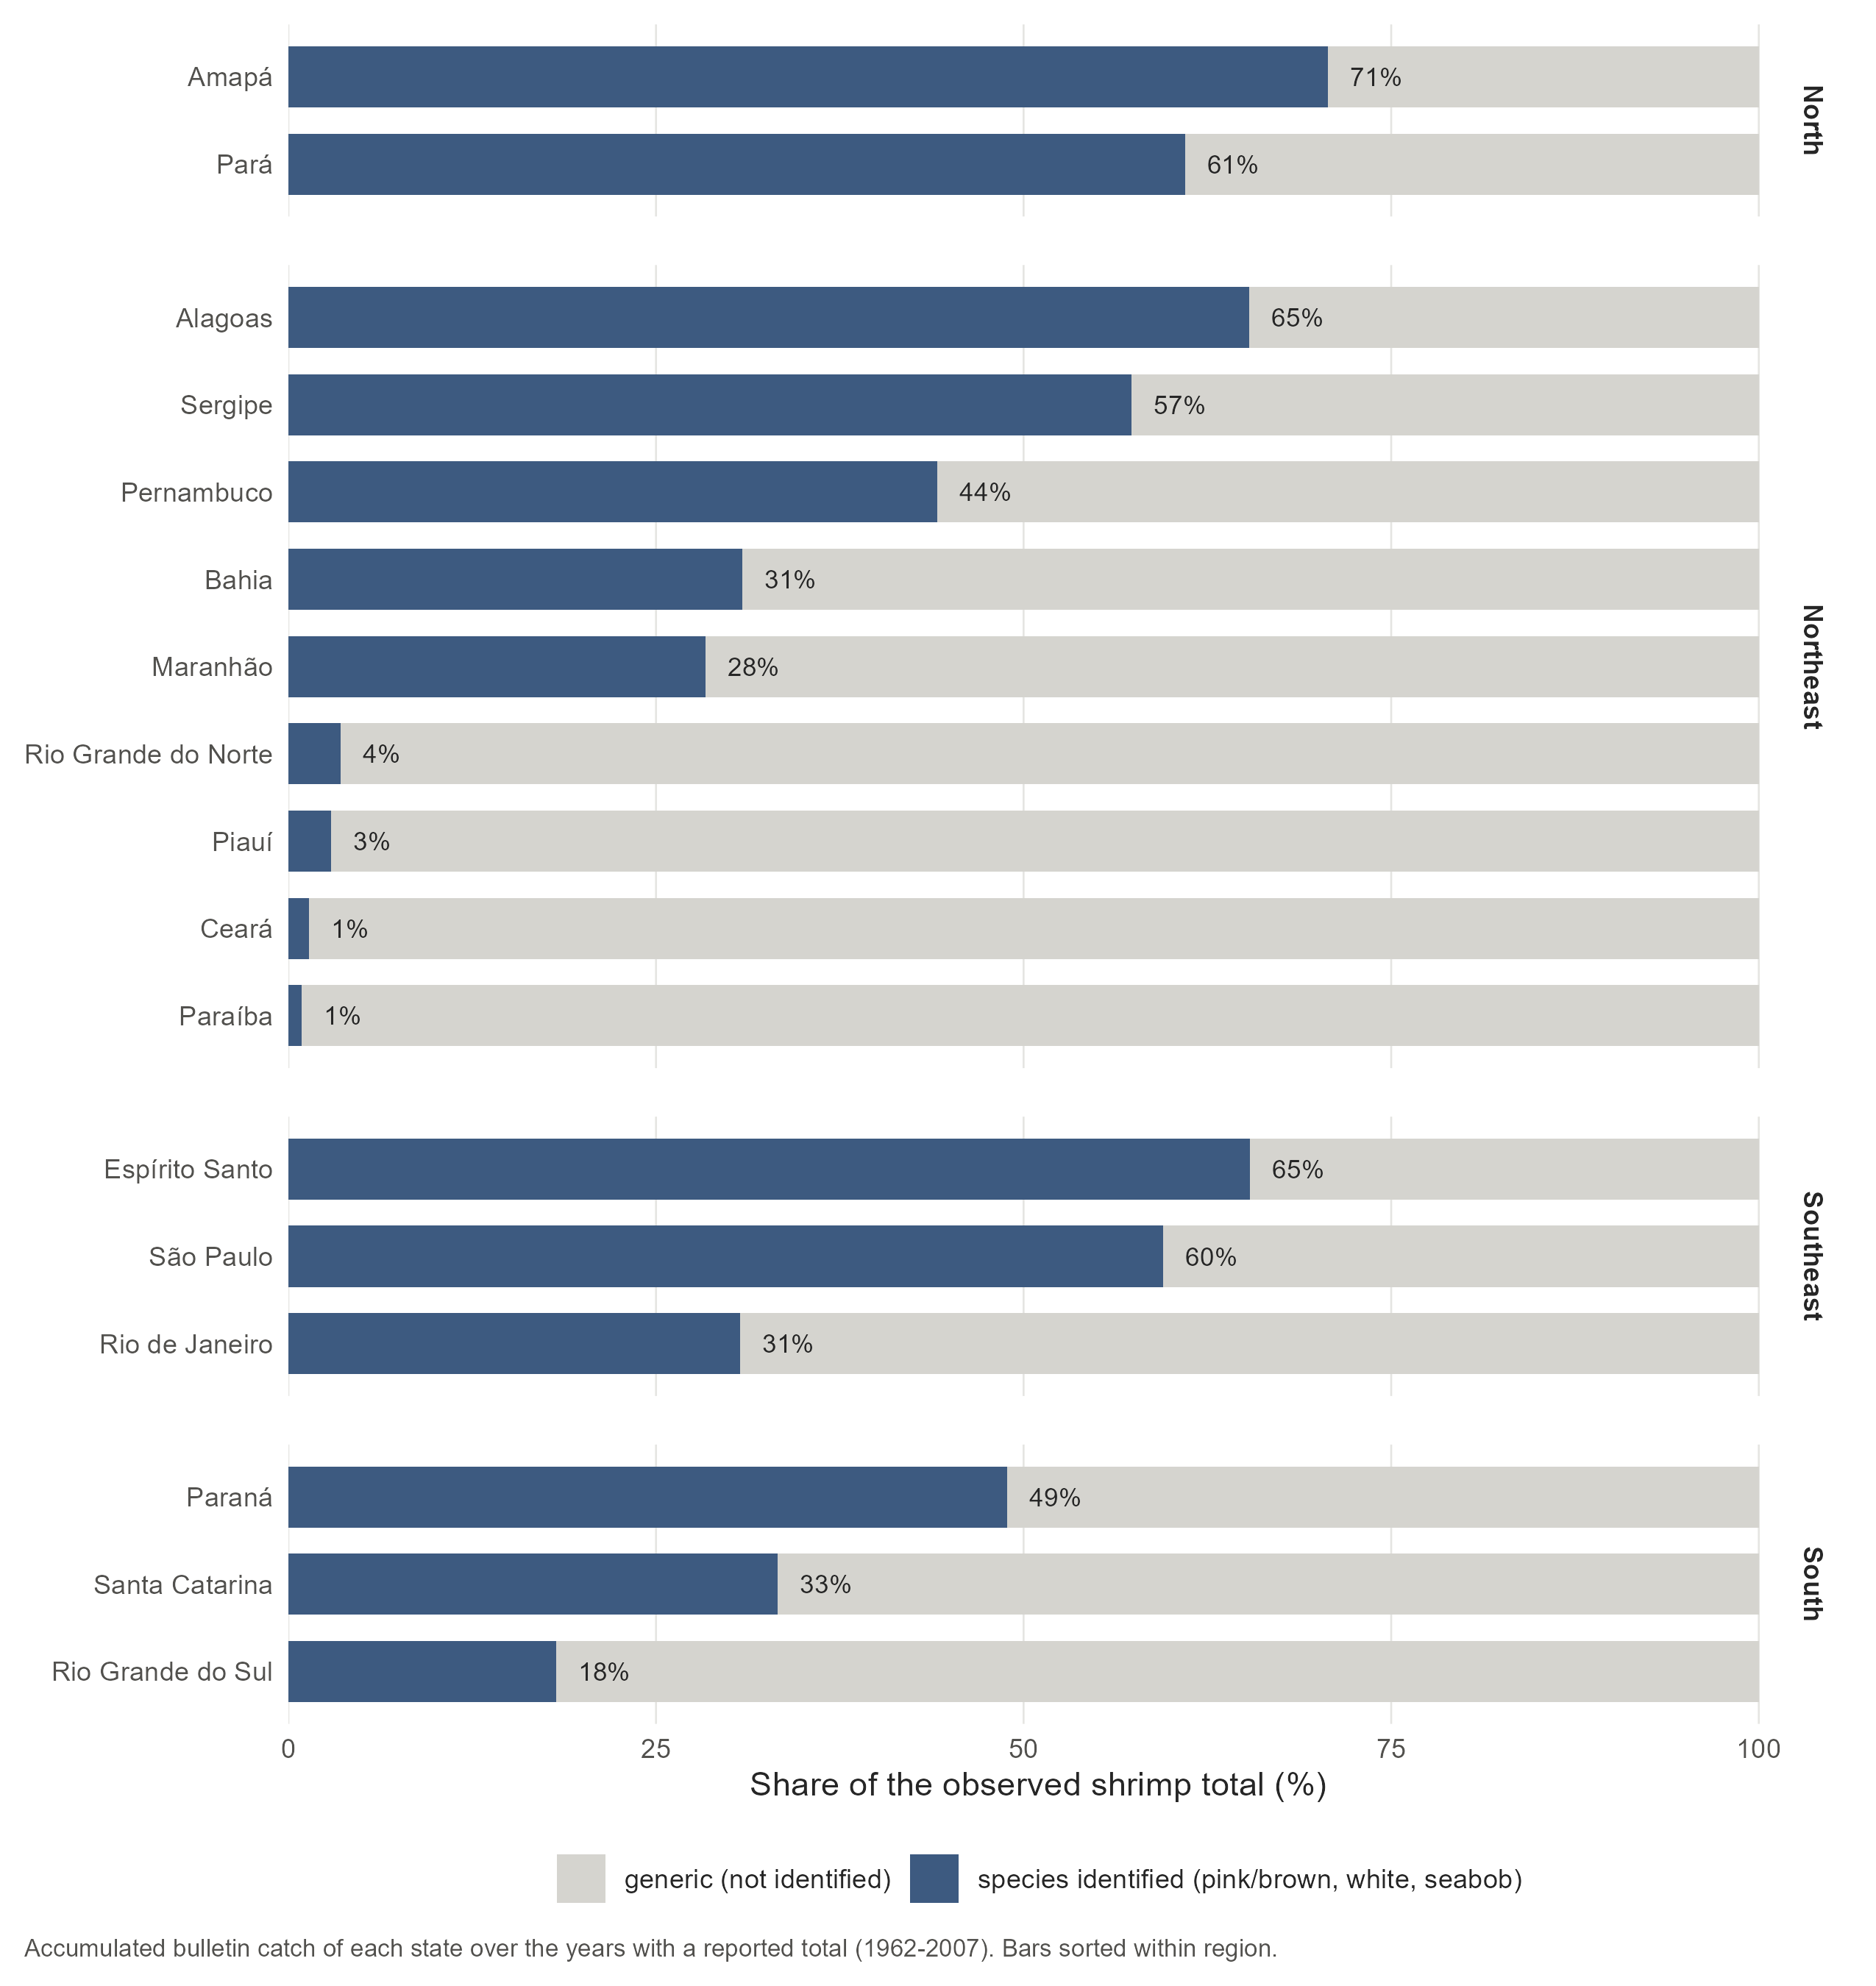 North
Amapá 71%
Pará 61%
Northeast
Alagoas 65%
Sergipe 57%
Pernambuco 44%
Bahia 31%
Maranhão 28%
Rio Grande do Norte 4%
Piauí 3%
Ceará 1%
Paraíba 1%
Southeast
Espírito Santo 65%
São Paulo 60%
Rio de Janeiro 31%
South
Paraná 49%
Santa Catarina 33%
Rio Grande do Sul 18%
0 25 50 75 100
Share of the observed shrimp total (%)
generic (not identified) species identified (pink/brown, white, seabob)
Accumulated bulletin catch of each state over the years with a reported total (1962-2007). Bars sorted within region.